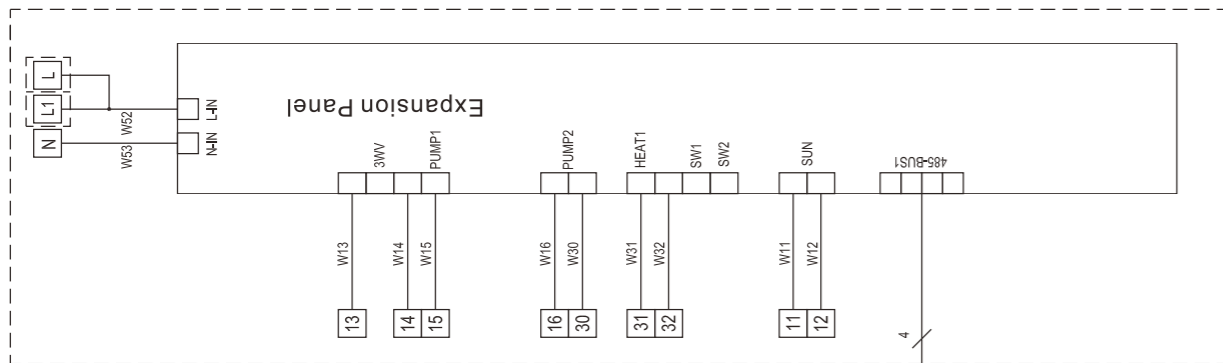 L
L1
N
W52
W53
L-IN
N-IN
Expansion Panel
3WV
PUMP1
PUMP2
HEAT1
SW1
SW2
SUN
485-BUS1
W13
W14
W15
W16
W30
W31
W32
W11
W12
13
14
15
16
30
31
32
11
12
4